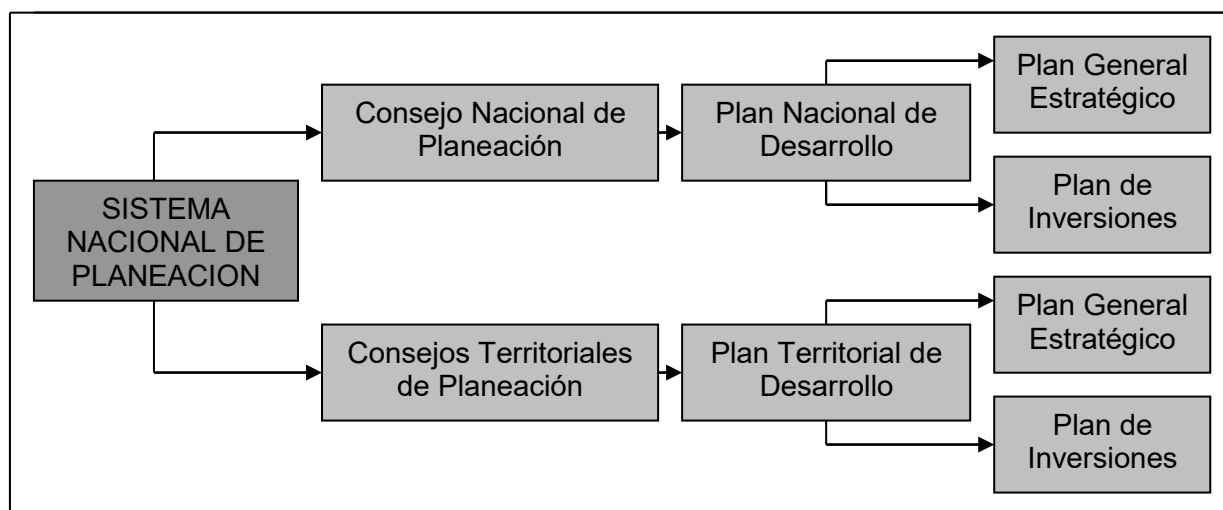 SISTEMA
NACIONAL DE
PLANEACION
Consejo Nacional de
Planeación
Plan Nacional de
Desarrollo
Plan General
Estratégico
Plan de
Inversiones
Consejos Territoriales
de Planeación
Plan Territorial de
Desarrollo
Plan General
Estratégico
Plan de
Inversiones